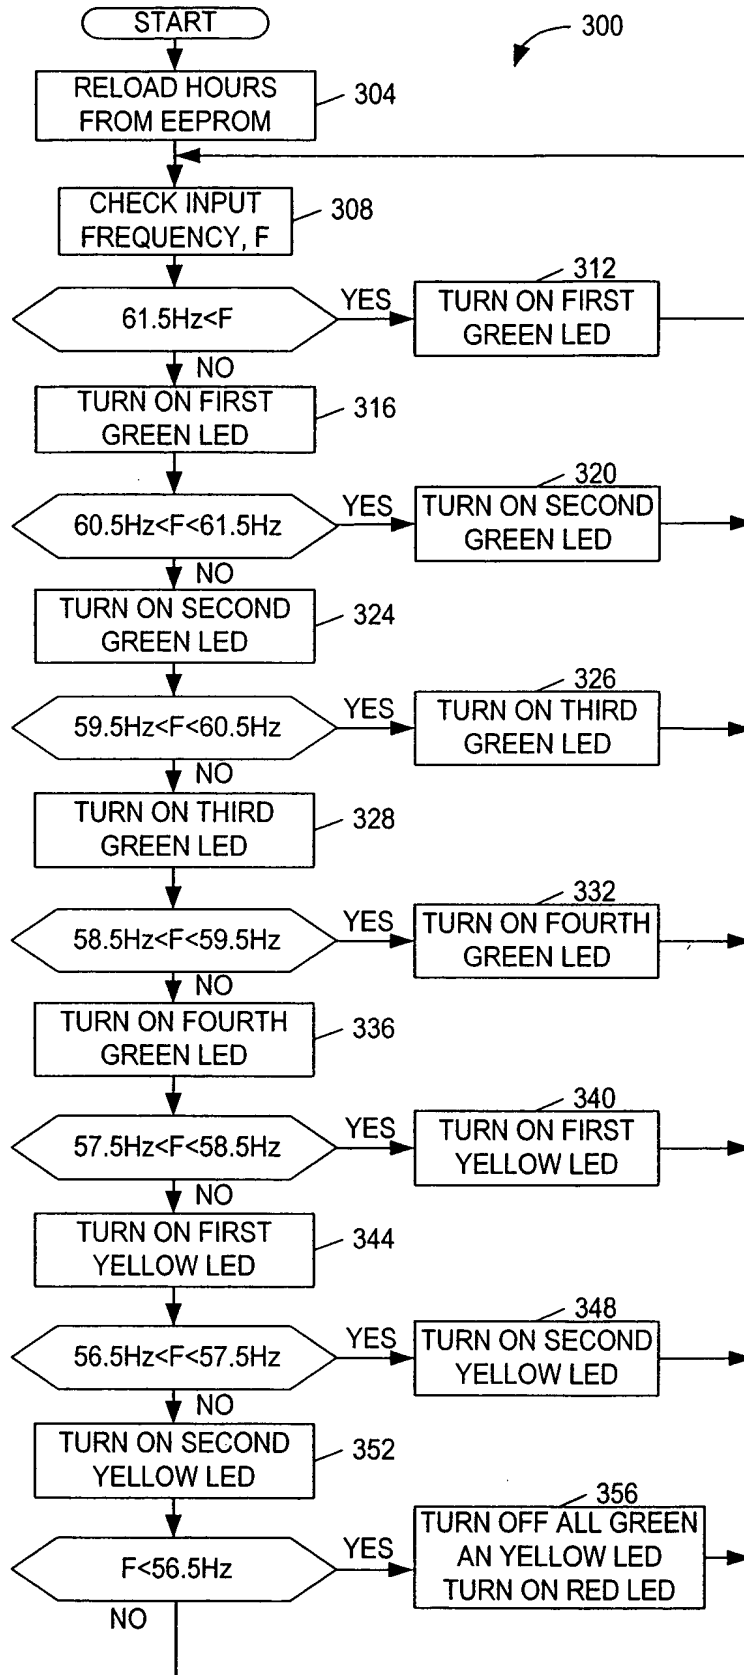 START
300
RELOAD HOURS
FROM EEPROM
304
CHECK INPUT
FREQUENCY, F
308
61.5Hz<F
YES
312
TURN ON FIRST
GREEN LED
NO
TURN ON FIRST
GREEN LED
316
60.5Hz<F<61.5Hz
YES
320
TURN ON SECOND
GREEN LED
NO
TURN ON SECOND
GREEN LED
324
59.5Hz<F<60.5Hz
YES
326
TURN ON THIRD
GREEN LED
NO
TURN ON THIRD
GREEN LED
328
58.5Hz<F<59.5Hz
YES
332
TURN ON FOURTH
GREEN LED
NO
TURN ON FOURTH
GREEN LED
336
57.5Hz<F<58.5Hz
YES
340
TURN ON FIRST
YELLOW LED
NO
TURN ON FIRST
YELLOW LED
344
56.5Hz<F<57.5Hz
YES
348
TURN ON SECOND
YELLOW LED
NO
TURN ON SECOND
YELLOW LED
352
F<56.5Hz
YES
356
TURN OFF ALL GREEN
AN YELLOW LED
TURN ON RED LED
NO